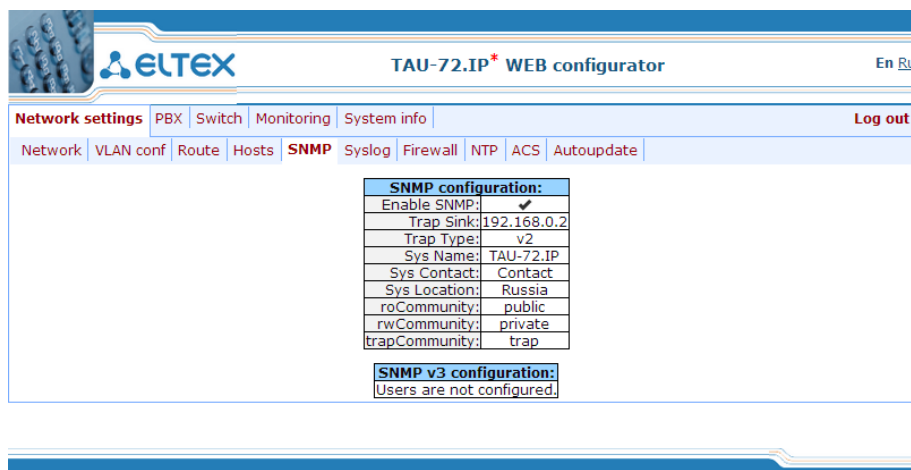 ELTEX
TAU-72.IP* WEB configurator
En Ru
Network settings PBX Switch Monitoring System info Log out
Network VLAN conf Route Hosts SNMP Syslog Firewall NTP ACS Autoupdate
SNMP configuration:
Enable SNMP: ✔
Trap Sink: 192.168.0.2
Trap Type: v2
Sys Name: TAU-72.IP
Sys Contact: Contact
Sys Location: Russia
roCommunity: public
rwCommunity: private
trapCommunity: trap
SNMP v3 configuration:
Users are not configured.